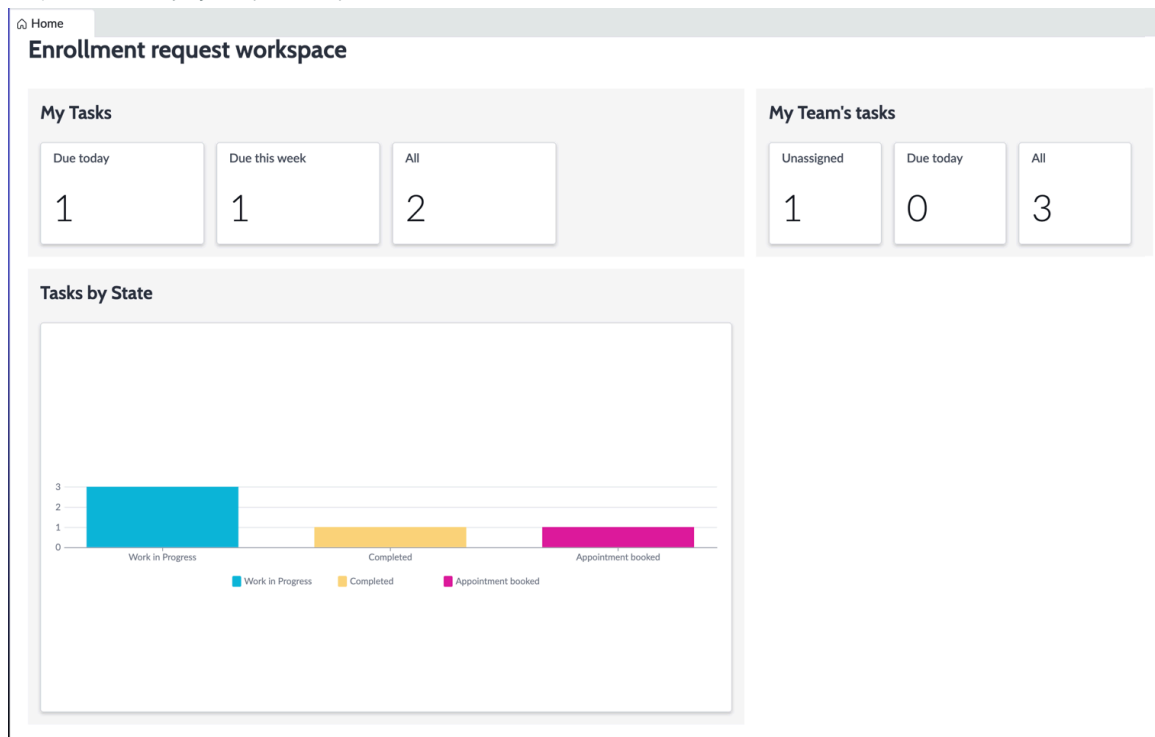 Home
Enrollment request workspace
My Tasks
Due today
Due this week
All
1
1
2
My Team's tasks
Unassigned
Due today
All
1
0
3
Tasks by State
3
2
1
0
Work in Progress
Completed
Appointment booked
Work in Progress
Completed
Appointment booked